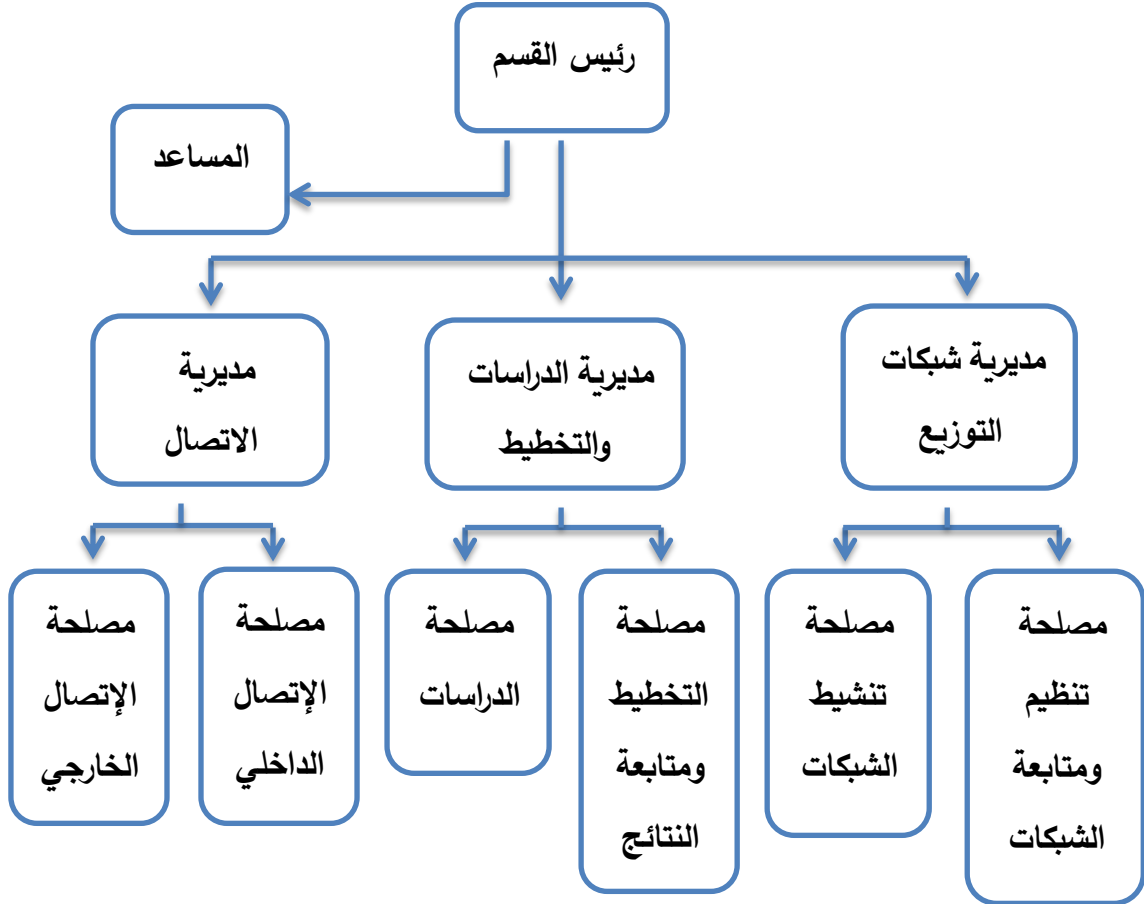 رئيس القسم
المساعد
مديرية شبكات
التوزيع
مديرية الدراسات
والتخطيط
مديرية
الاتصال
مصلحة
تنظيم
ومتابعة
الشبكات
مصلحة
تنشيط
الشبكات
مصلحة
التخطيط
ومتابعة
النتائج
مصلحة
الدراسات
مصلحة
الإتصال
الداخلي
مصلحة
الإتصال
الخارجي